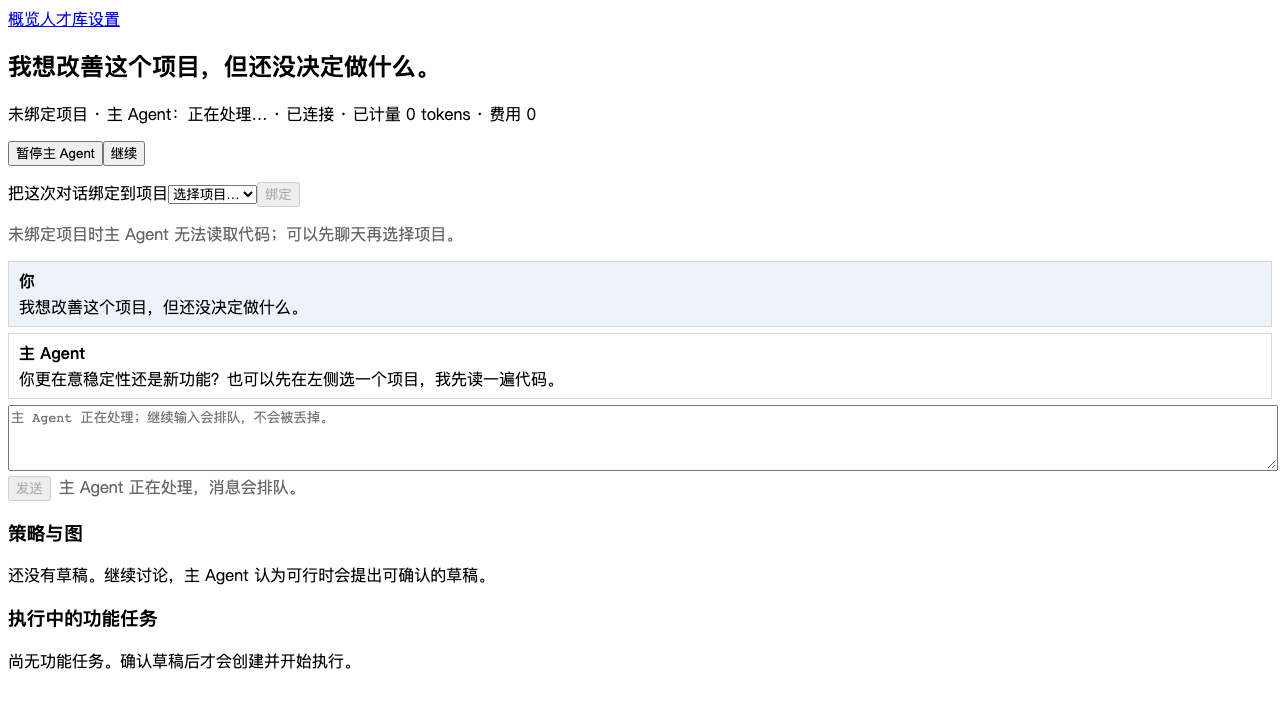 概览人才库设置
我想改善这个项目，但还没决定做什么。
未绑定项目 · 主 Agent：正在处理… · 已连接 · 已计量 0 tokens · 费用 0
暂停主 Agent 继续
把这次对话绑定到项目 选择项目… 绑定
未绑定项目时主 Agent 无法读取代码；可以先聊天再选择项目。
你
我想改善这个项目，但还没决定做什么。
主 Agent
你更在意稳定性还是新功能？也可以先在左侧选一个项目，我先读一遍代码。
主 Agent 正在处理；继续输入会排队，不会被丢掉。
发送 主 Agent 正在处理，消息会排队。
策略与图
还没有草稿。继续讨论，主 Agent 认为可行时会提出可确认的草稿。
执行中的功能任务
尚无功能任务。确认草稿后才会创建并开始执行。